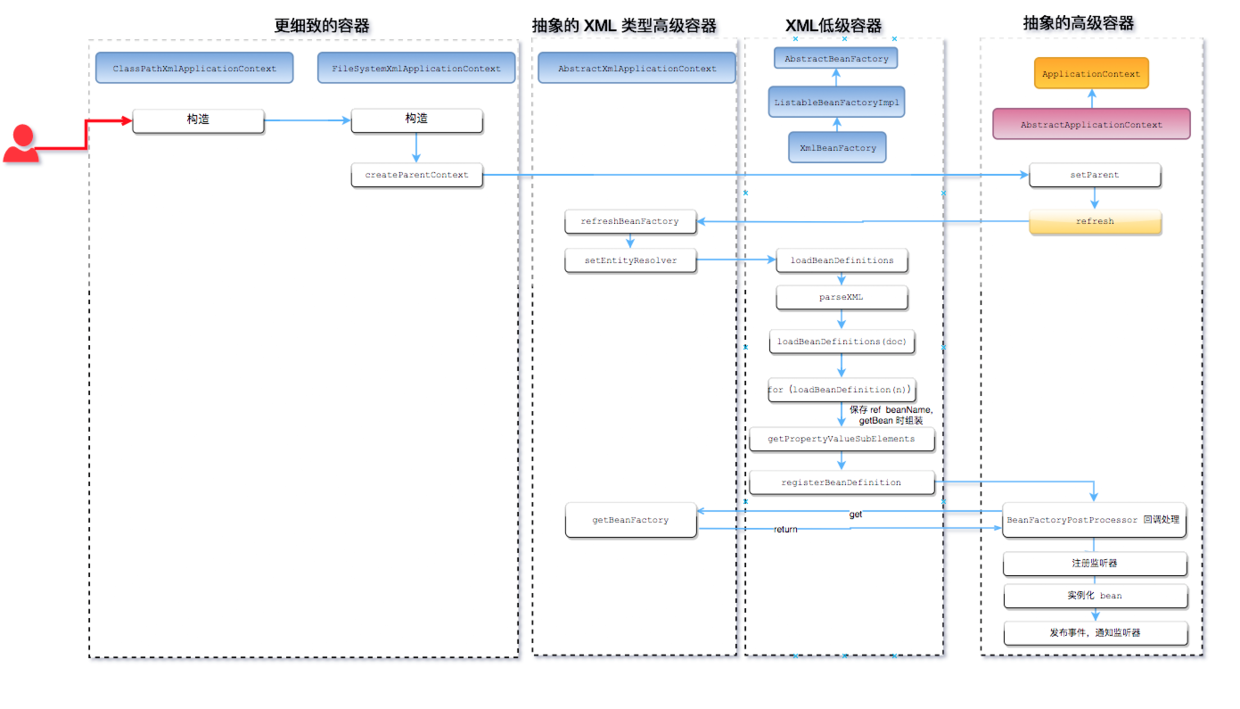 更细致的容器
抽象的 XML 类型高级容器
XML低级容器
抽象的高级容器
ClassPathXmlApplicationContext
FileSystemXmlApplicationContext
AbstractXmlApplicationContext
AbstractBeanFactory
ListableBeanFactoryImpl
XmlBeanFactory
ApplicationContext
AbstractApplicationContext
构造
构造
createParentContext
setParent
refreshBeanFactory
refresh
setEntityResolver
loadBeanDefinitions
parseXML
loadBeanDefinitions(doc)
for (loadBeanDefinition(n))
保存 ref beanName,
getBean 时组装
getPropertyValueSubElements
registerBeanDefinition
getBeanFactory
get
return
BeanFactoryPostProcessor 回调处理
注册监听器
实例化 bean
发布事件，通知监听器